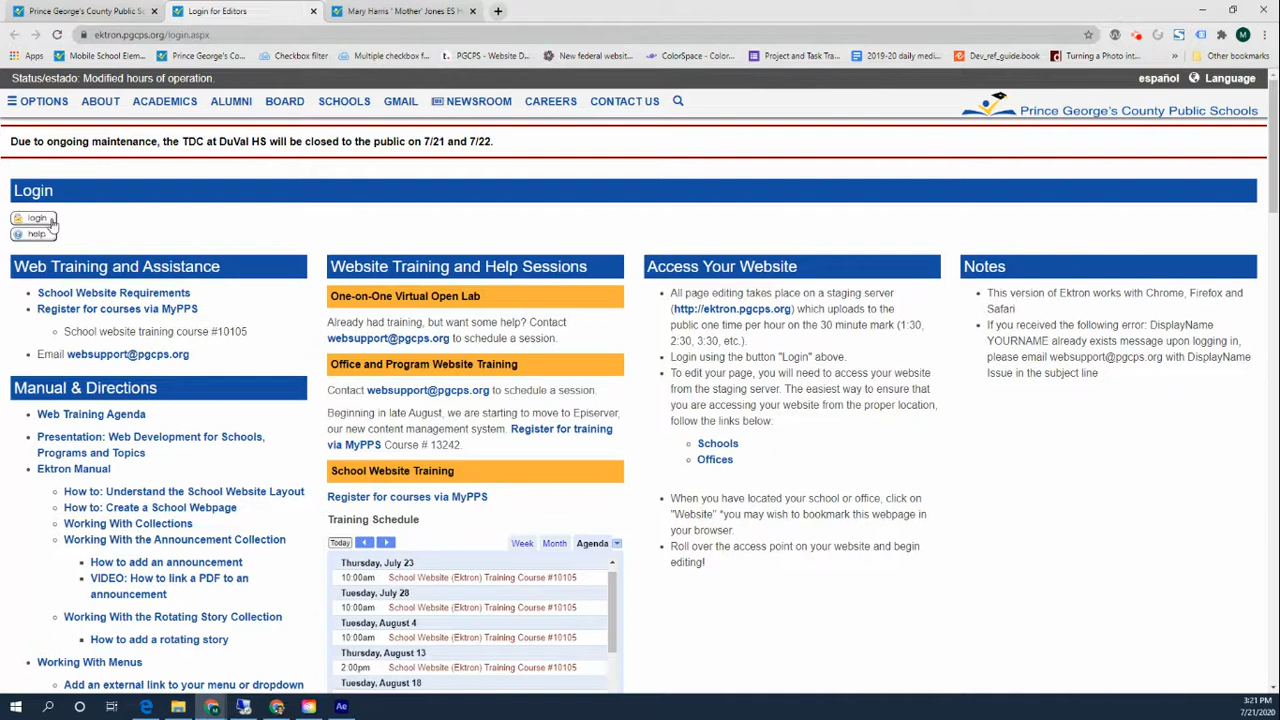 Prince George's County Public Sc
Login for Editors
Mary Harris ' Mother' Jones ES H
ektron.pgcps.org/login.aspx
Apps
Mobile School Elem...
Prince George's Co...
Checkbox filter
Multiple checkbox f...
PGCPS - Website D...
New federal websit...
ColorSpace - Color...
Project and Task Tra...
2019-20 daily medi...
Dev_ref_guide.book
Turning a Photo int...
Other bookmarks
Status/estado: Modified hours of operation.
español
Language
OPTIONS
ABOUT
ACADEMICS
ALUMNI
BOARD
SCHOOLS
GMAIL
NEWSROOM
CAREERS
CONTACT US
Prince George's County Public Schools
Due to ongoing maintenance, the TDC at DuVal HS will be closed to the public on 7/21 and 7/22.
Login
login
help
Web Training and Assistance
School Website Requirements
Register for courses via MyPPS
School website training course #10105
Email websupport@pgcps.org
Manual & Directions
Web Training Agenda
Presentation: Web Development for Schools,
Programs and Topics
Ektron Manual
How to: Understand the School Website Layout
How to: Create a School Webpage
Working With Collections
Working With the Announcement Collection
How to add an announcement
VIDEO: How to link a PDF to an
announcement
Working With the Rotating Story Collection
How to add a rotating story
Working With Menus
Add an external link to your menu or dropdown
Website Training and Help Sessions
One-on-One Virtual Open Lab
Already had training, but want some help? Contact
websupport@pgcps.org to schedule a session.
Office and Program Website Training
Contact websupport@pgcps.org to schedule a session.
Beginning in late August, we are starting to move to Episerver,
our new content management system. Register for training
via MyPPS Course # 13242.
School Website Training
Register for courses via MyPPS
Training Schedule
Today
Week
Month
Agenda
Thursday, July 23
10:00am School Website (Ektron) Training Course #10105
Tuesday, July 28
10:00am School Website (Ektron) Training Course #10105
Tuesday, August 4
10:00am School Website (Ektron) Training Course #10105
Thursday, August 13
2:00pm School Website (Ektron) Training Course #10105
Tuesday, August 18
Access Your Website
All page editing takes place on a staging server
(http://ektron.pgcps.org) which uploads to the
public one time per hour on the 30 minute mark (1:30,
2:30, 3:30, etc.).
Login using the button "Login" above.
To edit your page, you will need to access your website
from the staging server. The easiest way to ensure that
you are accessing your website from the proper location,
follow the links below:
Schools
Offices
When you have located your school or office, click on
"Website" *you may wish to bookmark this webpage in
your browser.
Roll over the access point on your website and begin
editing!
Notes
This version of Ektron works with Chrome, Firefox and
Safari
If you received the following error: DisplayName
YOURNAME already exists message upon logging in,
please email websupport@pgcps.org with DisplayName
Issue in the subject line
3:21 PM
7/21/2020